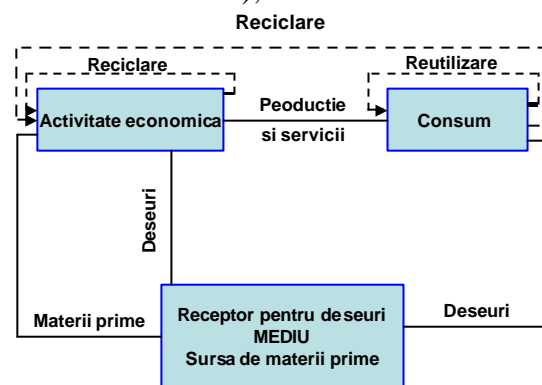 );
Reciclare
Reciclare
Reutilizare
Activitate economica
Peoductie
si servicii
Consum
Deseuri
Materii prime
Receptor pentru deseuri
MEDIU
Sursa de materii prime
Deseuri